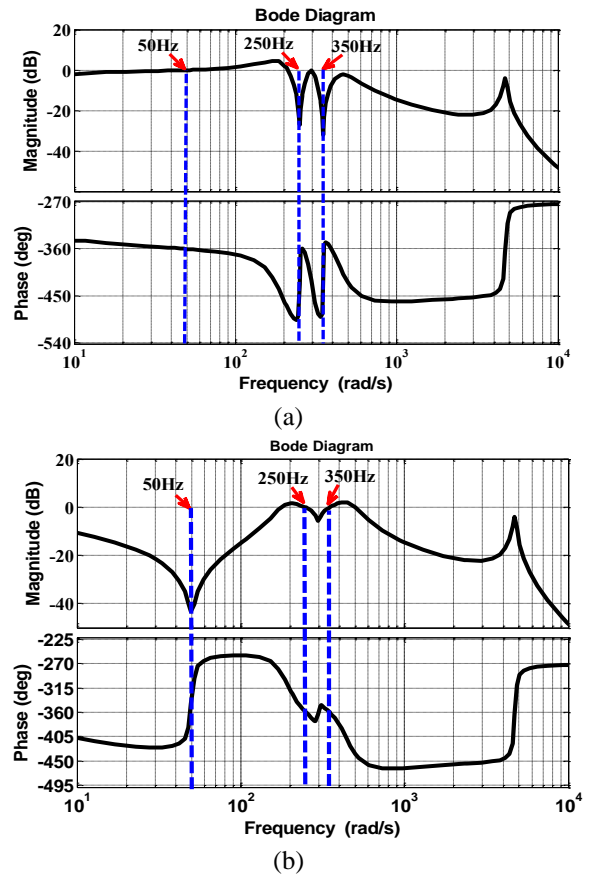 Bode Diagram
20
0
-20
-40
Magnitude (dB)
50Hz
250Hz
350Hz
-270
-360
-450
-540
Phase (deg)
10^1
10^2
10^3
10^4
Frequency (rad/s)
(a)
Bode Diagram
20
0
-20
-40
Magnitude (dB)
50Hz
250Hz
350Hz
-225
-270
-315
-360
-405
-450
-495
Phase (deg)
10^1
10^2
10^3
10^4
Frequency (rad/s)
(b)